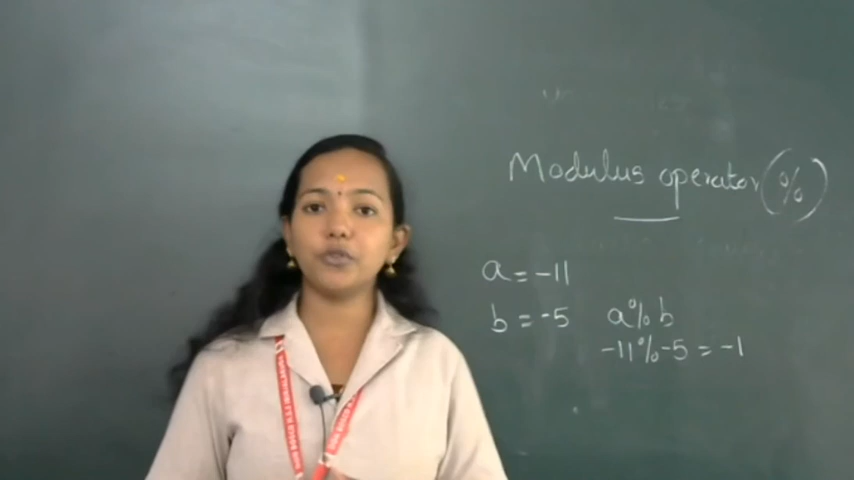 Modulus operator (%)
a = -11
b = -5 a%b
-11%-5 = -1